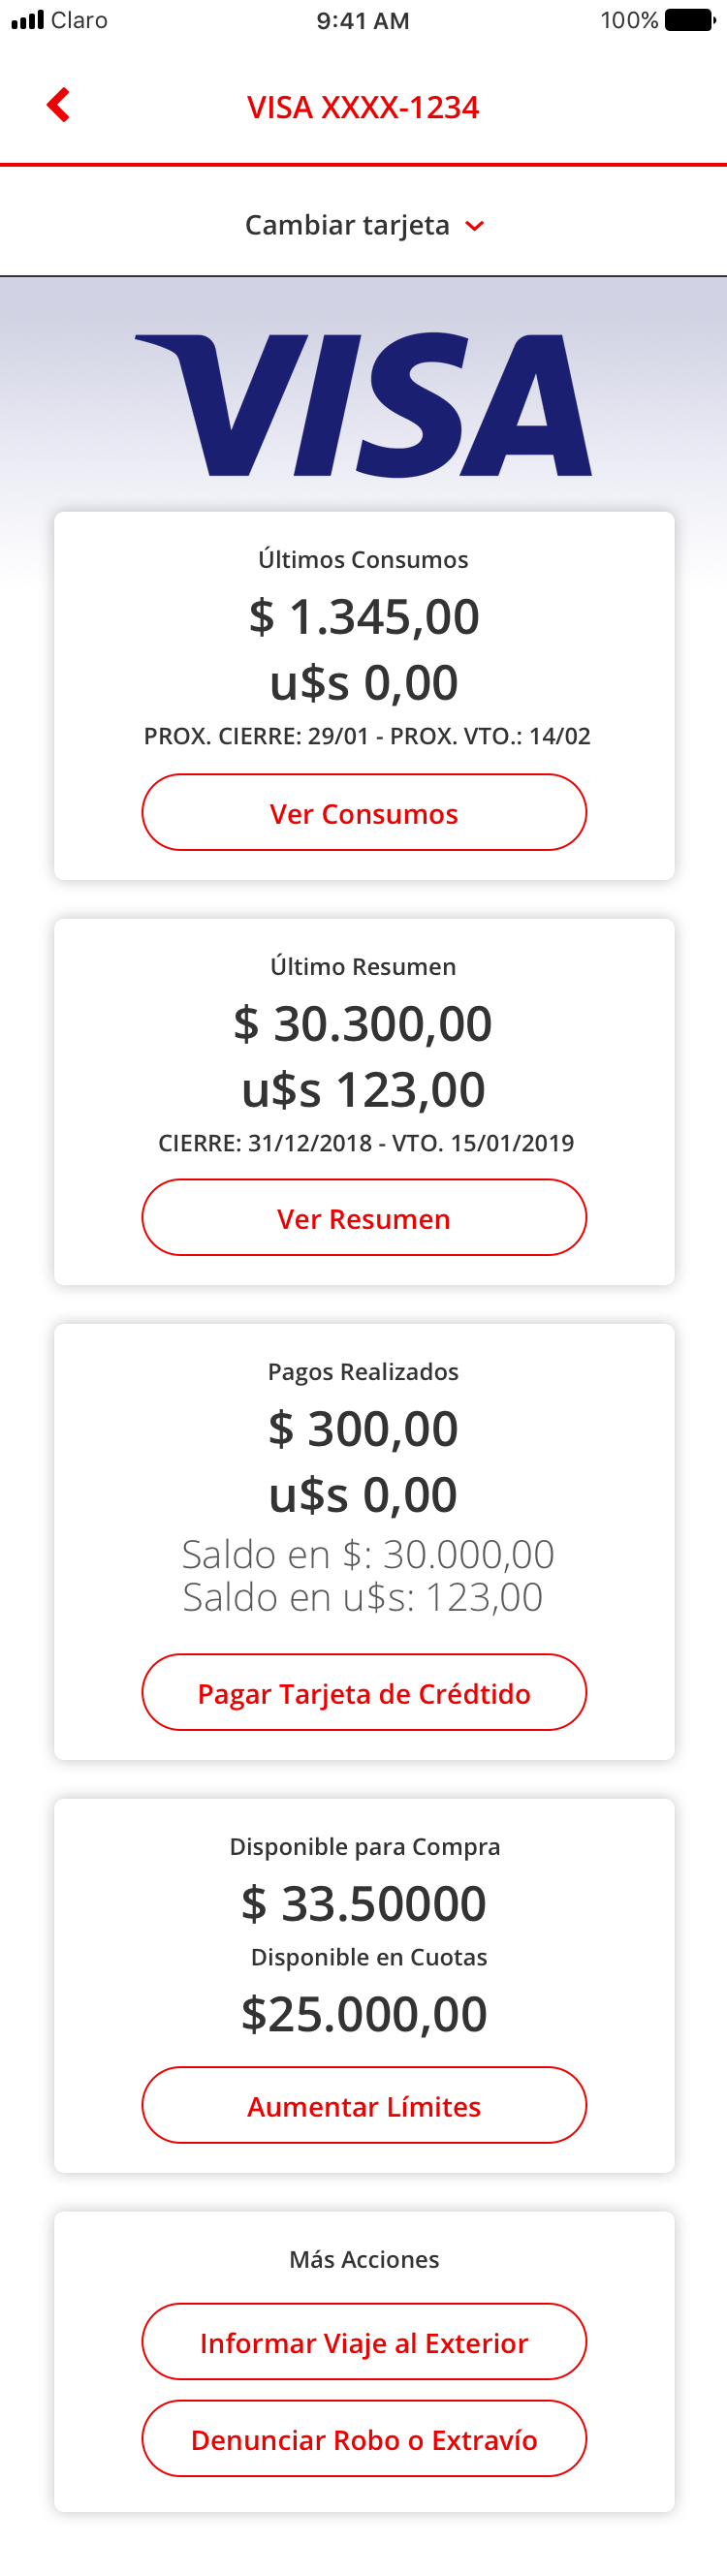 Claro 9:41 AM 100%
VISA XXXX-1234
Cambiar tarjeta
VISA
Últimos Consumos
$ 1.345,00
u$s 0,00
PROX. CIERRE: 29/01 - PROX. VTO.: 14/02
Ver Consumos
Último Resumen
$ 30.300,00
u$s 123,00
CIERRE: 31/12/2018 - VTO. 15/01/2019
Ver Resumen
Pagos Realizados
$ 300,00
u$s 0,00
Saldo en $: 30.000,00
Saldo en u$s: 123,00
Pagar Tarjeta de Crédtido
Disponible para Compra
$ 33.50000
Disponible en Cuotas
$25.000,00
Aumentar Límites
Más Acciones
Informar Viaje al Exterior
Denunciar Robo o Extravío